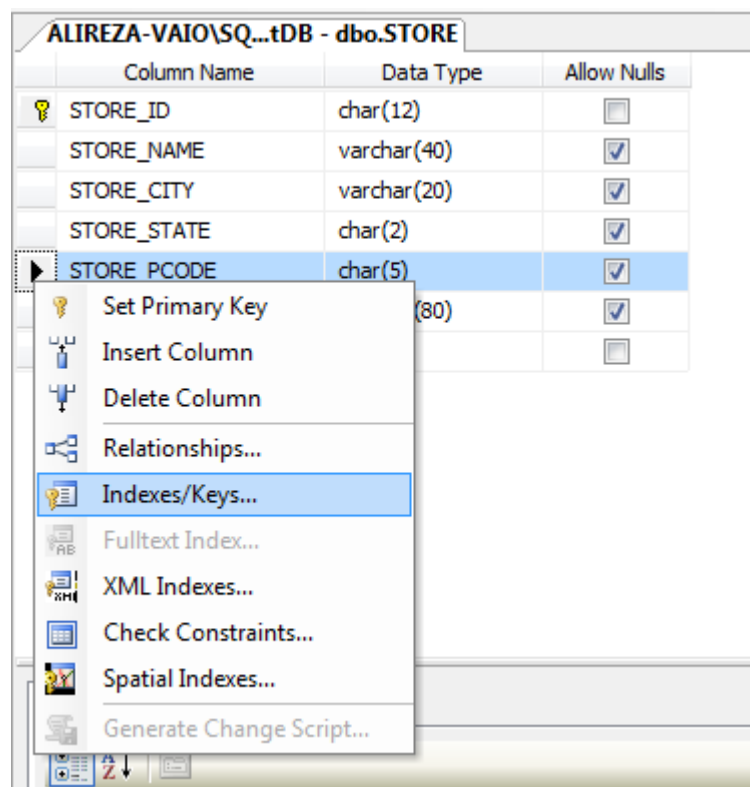 ALIREZA-VAIO\SQ...tDB - dbo.STORE
Column Name Data Type Allow Nulls
STORE_ID char(12)
STORE_NAME varchar(40)
STORE_CITY varchar(20)
STORE_STATE char(2)
STORE_PCODE char(5)
(80)
Set Primary Key
Insert Column
Delete Column
Relationships...
Indexes/Keys...
Fulltext Index...
XML Indexes...
Check Constraints...
Spatial Indexes...
Generate Change Script...